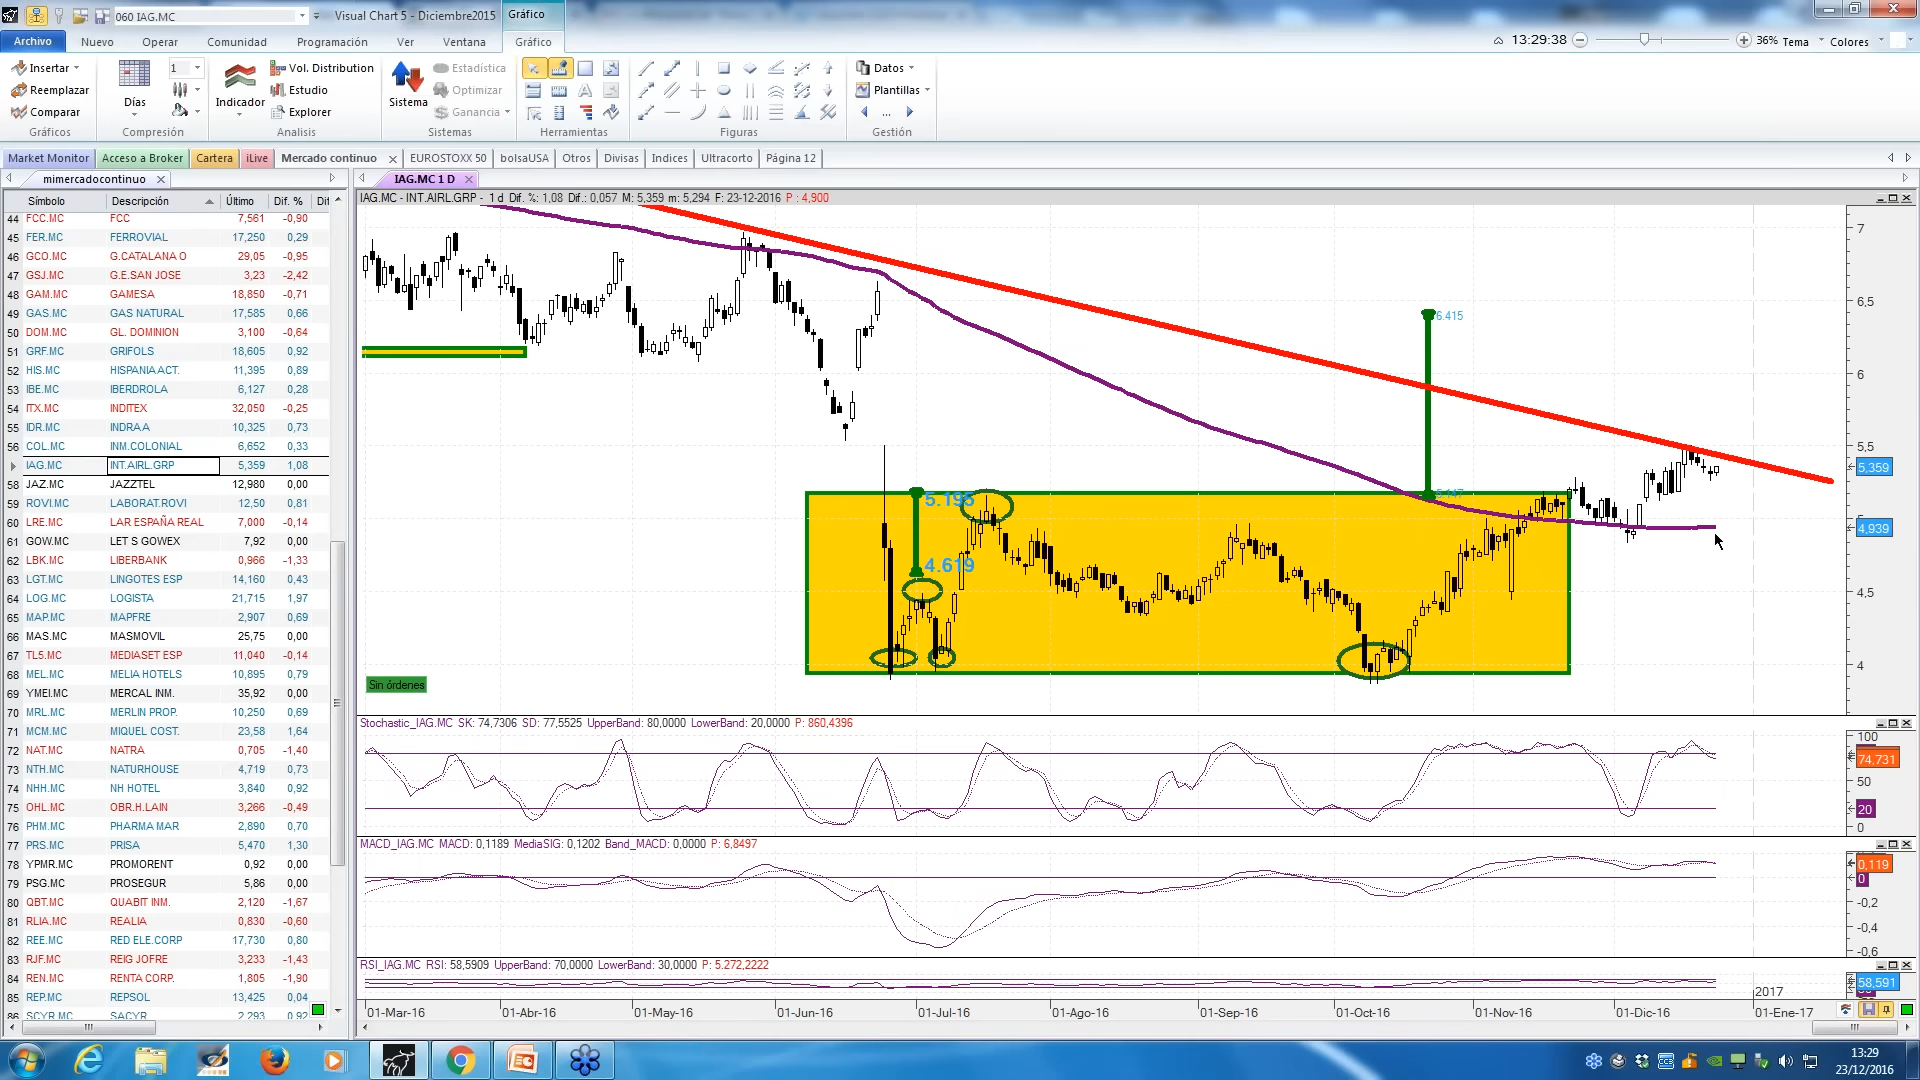 060 IAG.MC
Visual Chart 5 - Diciembre2015
Gráfico
Archivo
Nuevo
Operar
Comunidad
Programación
Ver
Ventana
Gráfico
13:29:38
36%
Tema
Colores
Insertar
Reemplazar
Comparar
Gráficos
Días
1
Compresión
Indicador
Vol. Distribution
Estudio
Explorer
Analisis
Sistema
Estadística
Optimizar
Ganancia
Sistemas
Herramientas
Figuras
Datos
Plantillas
...
Gestión
Market Monitor
Acceso a Broker
Cartera
iLive
Mercado continuo
EUROSTOXX 50
bolsaUSA
Otros
Divisas
Indices
Ultracorto
Página 12
mimercadocontinuo
IAG.MC 1 D
Símbolo Descripción Último Dif. % Dif
44 FCC.MC FCC 7,561 -0,90
45 FER.MC FERROVIAL 17,250 0,29
46 GCO.MC G.CATALANA O 29,05 -0,95
47 GSJ.MC G.E.SAN JOSE 3,23 -2,42
48 GAM.MC GAMESA 18,850 -0,71
49 GAS.MC GAS NATURAL 17,585 0,66
50 DOM.MC GL. DOMINION 3,100 -0,64
51 GRF.MC GRIFOLS 18,605 0,92
52 HIS.MC HISPANIA ACT. 11,395 0,89
53 IBE.MC IBERDROLA 6,127 0,28
54 ITX.MC INDITEX 32,050 -0,25
55 IDR.MC INDRA A 10,325 0,73
56 COL.MC INM.COLONIAL 6,652 0,33
IAG.MC INT.AIRL.GRP 5,359 1,08
58 JAZ.MC JAZZTEL 12,980 0,00
59 ROVI.MC LABORAT.ROVI 12,50 0,81
60 LRE.MC LAR ESPAÑA REAL 7,000 -0,14
61 GOW.MC LET S GOWEX 7,92 0,00
62 LBK.MC LIBERBANK 0,966 -1,33
63 LGT.MC LINGOTES ESP 14,160 0,43
64 LOG.MC LOGISTA 21,715 1,97
65 MAP.MC MAPFRE 2,907 0,69
66 MAS.MC MASMOVIL 25,75 0,00
67 TL5.MC MEDIASET ESP 11,040 -0,14
68 MEL.MC MELIA HOTELS 10,895 0,79
69 YMEI.MC MERCAL INM. 35,92 0,00
70 MRL.MC MERLIN PROP. 10,250 0,69
71 MCM.MC MIQUEL COST. 23,58 1,64
72 NAT.MC NATRA 0,705 -1,40
73 NTH.MC NATURHOUSE 4,719 0,73
74 NHH.MC NH HOTEL 3,840 0,92
75 OHL.MC OBR.H.LAIN 3,266 -0,49
76 PHM.MC PHARMA MAR 2,890 0,70
77 PRS.MC PRISA 5,470 1,30
78 YPMR.MC PROMORENT 0,92 0,00
79 PSG.MC PROSEGUR 5,86 0,00
80 QBT.MC QUABIT INM. 2,120 -1,67
81 RLIA.MC REALIA 0,830 -0,60
82 REE.MC RED ELE.CORP 17,730 0,80
83 RJF.MC REIG JOFRE 3,233 -1,43
84 REN.MC RENTA CORP. 1,805 -1,90
85 REP.MC REPSOL 13,425 0,04
86 SCYR.MC SACYR 2,293 0,92
IAG.MC - INT.AIRL.GRP - 1 d Dif. %: 1,08 Dif.: 0,057 M: 5,359 m: 5,294 F: 23-12-2016 P : 4,900
7
6,5
6.415
6
5,5
5,359
5.195
5
4,939
4.619
4,5
4
Sin órdenes
Stochastic_IAG.MC SK: 74,7306 SD: 77,5525 UpperBand: 80,0000 LowerBand: 20,0000 P: 860,4396
100
74,731
50
20
0
MACD_IAG.MC MACD: 0,1189 MediaSIG: 0,1202 Band_MACD: 0,0000 P: 6,8497
0,119
0
-0,2
-0,4
-0,6
RSI_IAG.MC RSI: 58,5909 UpperBand: 70,0000 LowerBand: 30,0000 P: 5.272,2222
58,591
2017
01-Mar-16 01-Abr-16 01-May-16 01-Jun-16 01-Jul-16 01-Ago-16 01-Sep-16 01-Oct-16 01-Nov-16 01-Dic-16 01-Ene-17
13:29
23/12/2016